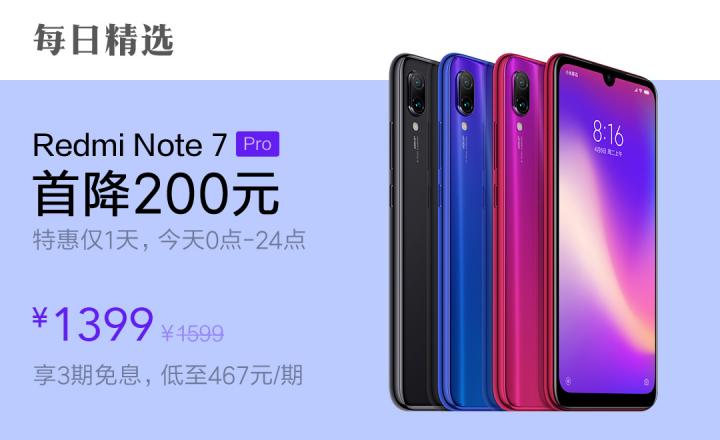 每日精选
Redmi Note 7 Pro
首降200元
特惠仅1天，今天0点-24点
¥1399 ¥1599
享3期免息，低至467元/期
8:16